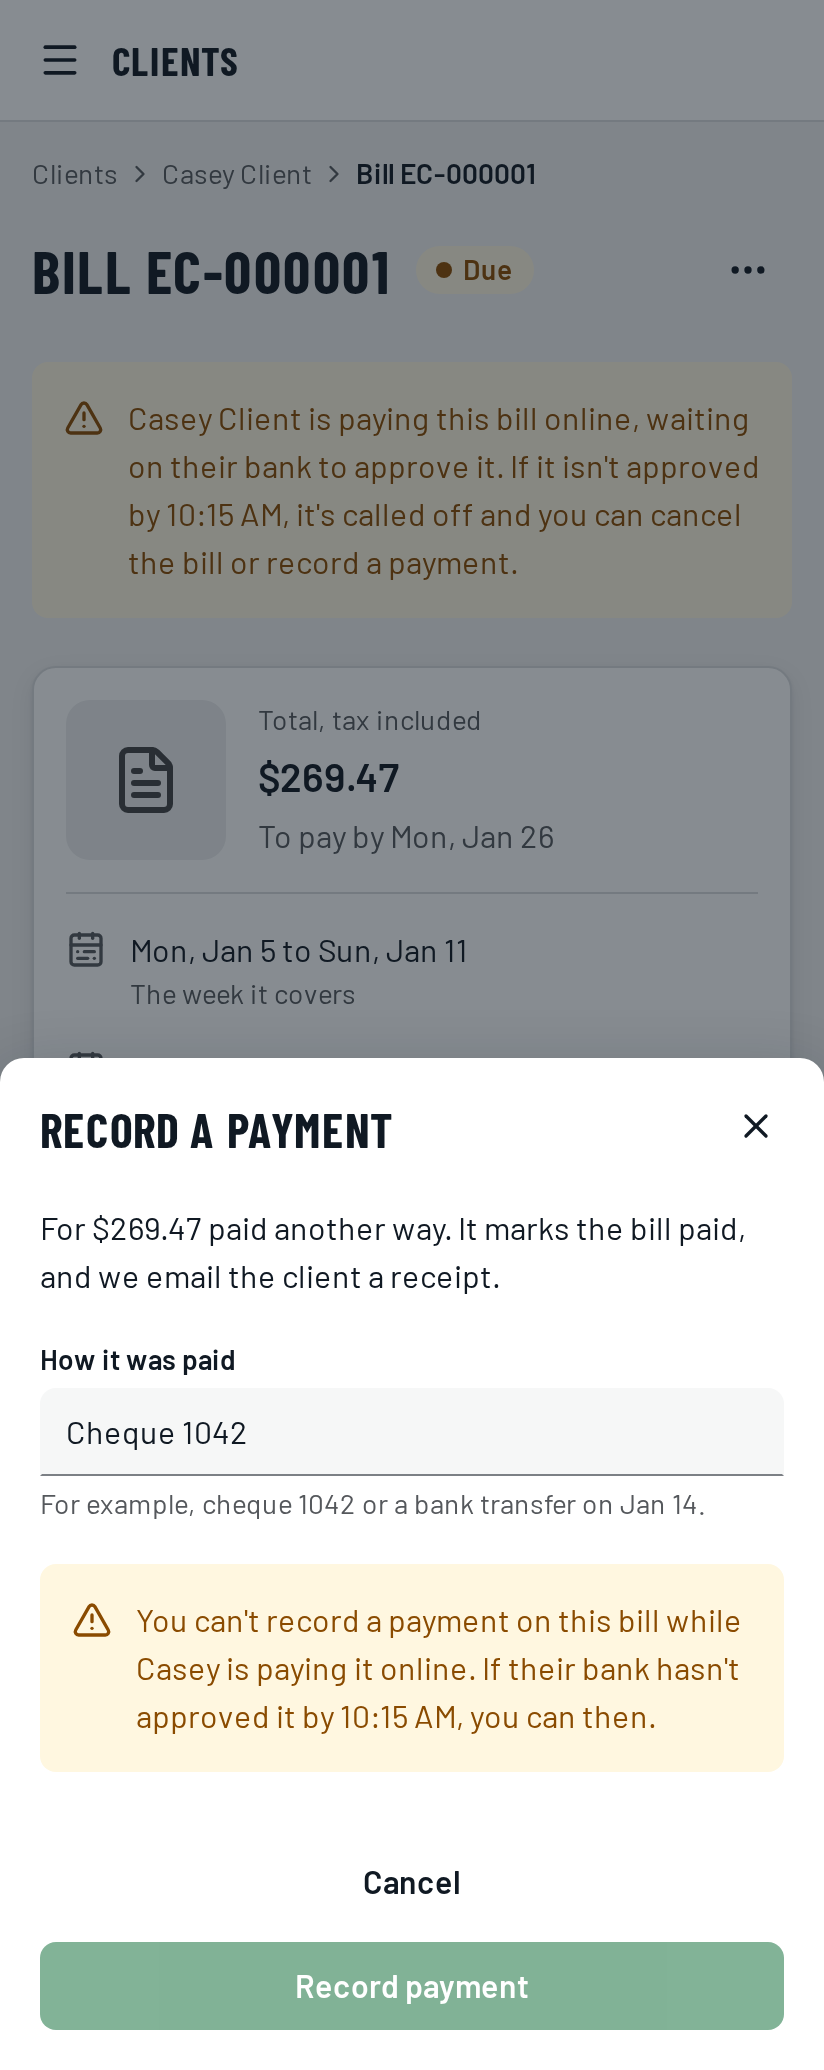 CLIENTS
Clients > Casey Client > Bill EC-000001
BILL EC-000001
Due
Casey Client is paying this bill online, waiting
on their bank to approve it. If it isn't approved
by 10:15 AM, it's called off and you can cancel
the bill or record a payment.
Total, tax included
$269.47
To pay by Mon, Jan 26
Mon, Jan 5 to Sun, Jan 11
The week it covers
RECORD A PAYMENT
For $269.47 paid another way. It marks the bill paid,
and we email the client a receipt.
How it was paid
Cheque 1042
For example, cheque 1042 or a bank transfer on Jan 14.
You can't record a payment on this bill while
Casey is paying it online. If their bank hasn't
approved it by 10:15 AM, you can then.
Cancel
Record payment